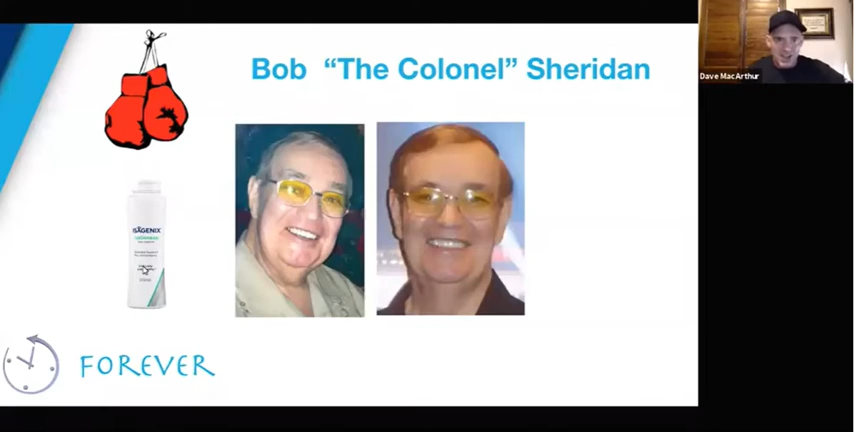 Bob “The Colonel” Sheridan
Dave MacArthur
ISAGENIX
FOREVER